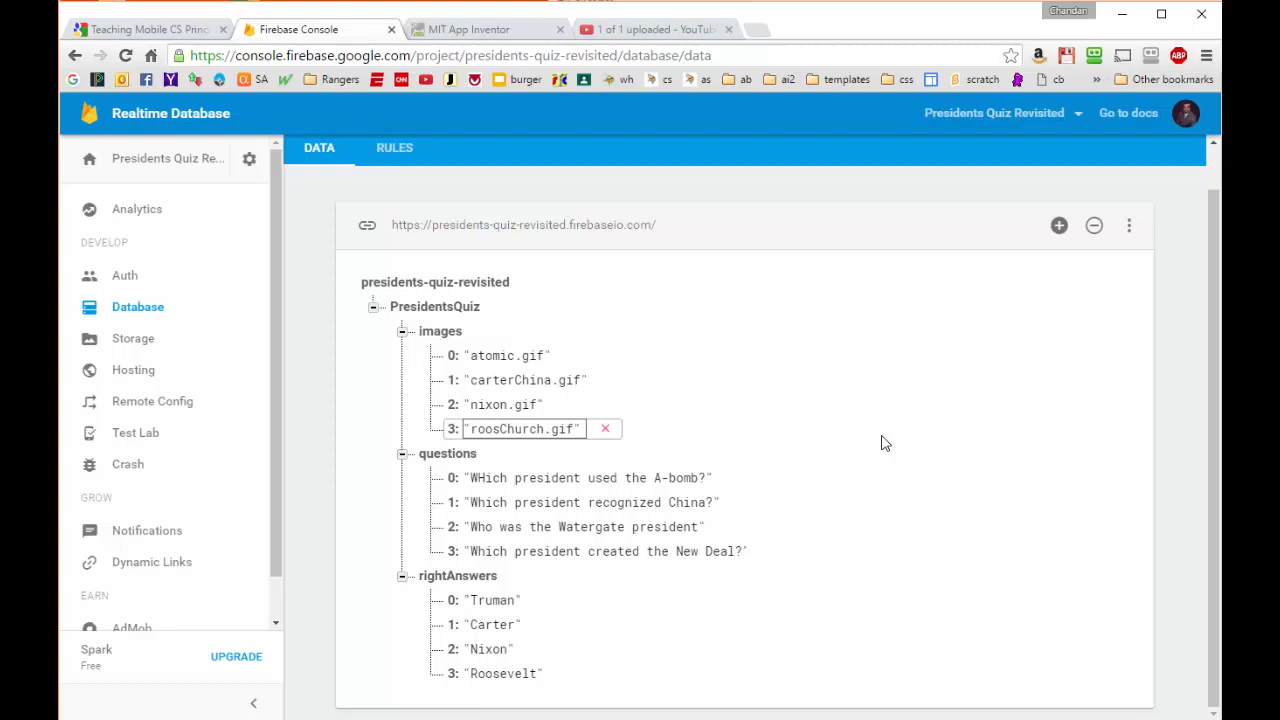 Chandan
Teaching Mobile CS Princ
Firebase Console
MIT App Inventor
1 of 1 uploaded - YouTub
https://console.firebase.google.com/project/presidents-quiz-revisited/database/data
ABP
SA
Rangers
CNN
burger
wh
cs
as
ab
ai2
templates
css
scratch
cb
»
Other bookmarks
Realtime Database
Presidents Quiz Revisited
Go to docs
Presidents Quiz Re...
DATA
RULES
Analytics
DEVELOP
Auth
Database
Storage
Hosting
Remote Config
Test Lab
Crash
GROW
Notifications
Dynamic Links
EARN
AdMob
Spark
Free
UPGRADE
https://presidents-quiz-revisited.firebaseio.com/
presidents-quiz-revisited
PresidentsQuiz
images
0: "atomic.gif"
1: "carterChina.gif"
2: "nixon.gif"
3: "roosChurch.gif"
questions
0: "WHich president used the A-bomb?"
1: "Which president recognized China?"
2: "Who was the Watergate president"
3: "Which president created the New Deal?'
rightAnswers
0: "Truman"
1: "Carter"
2: "Nixon"
3: "Roosevelt"